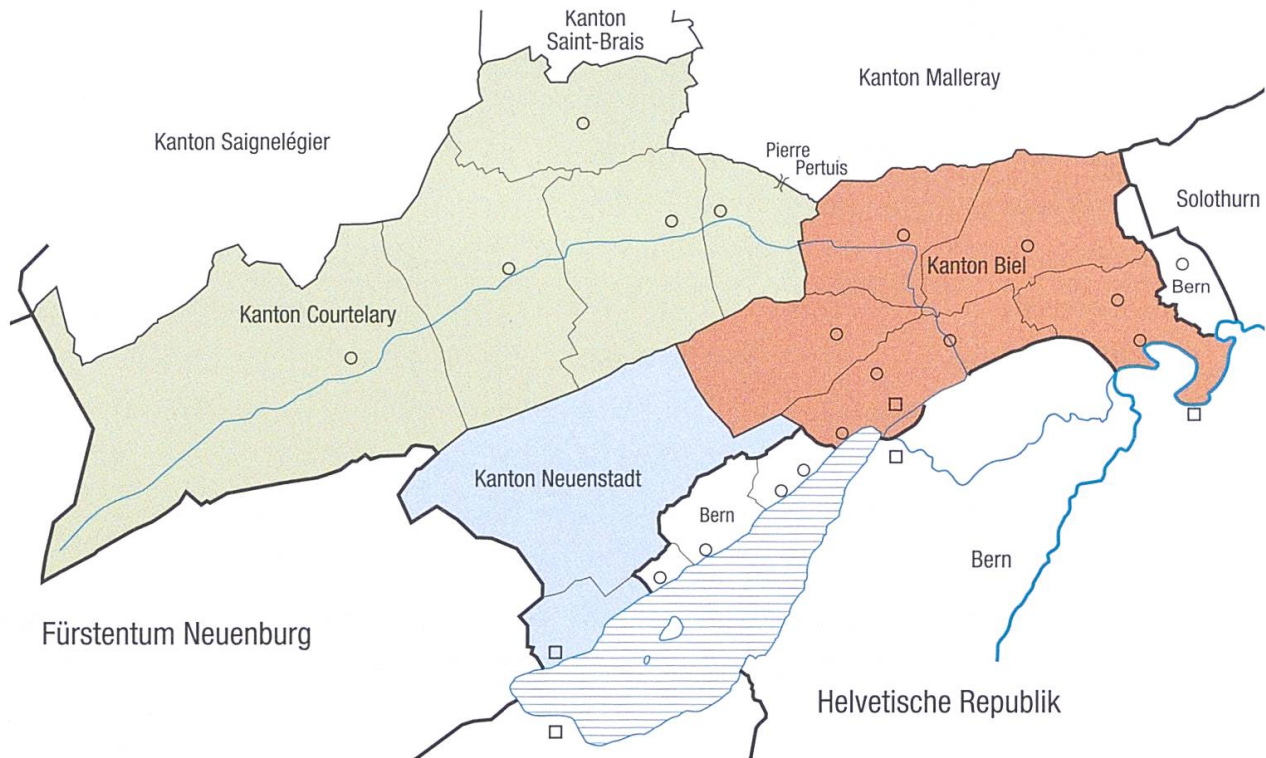 Kanton
Saint-Brais
Kanton Malleray
Kanton Saignelégier
Pierre
Pertuis
Solothurn
Kanton Biel
Bern
Kanton Courtelary
Kanton Neuenstadt
Bern
Bern
Fürstentum Neuenburg
Helvetische Republik